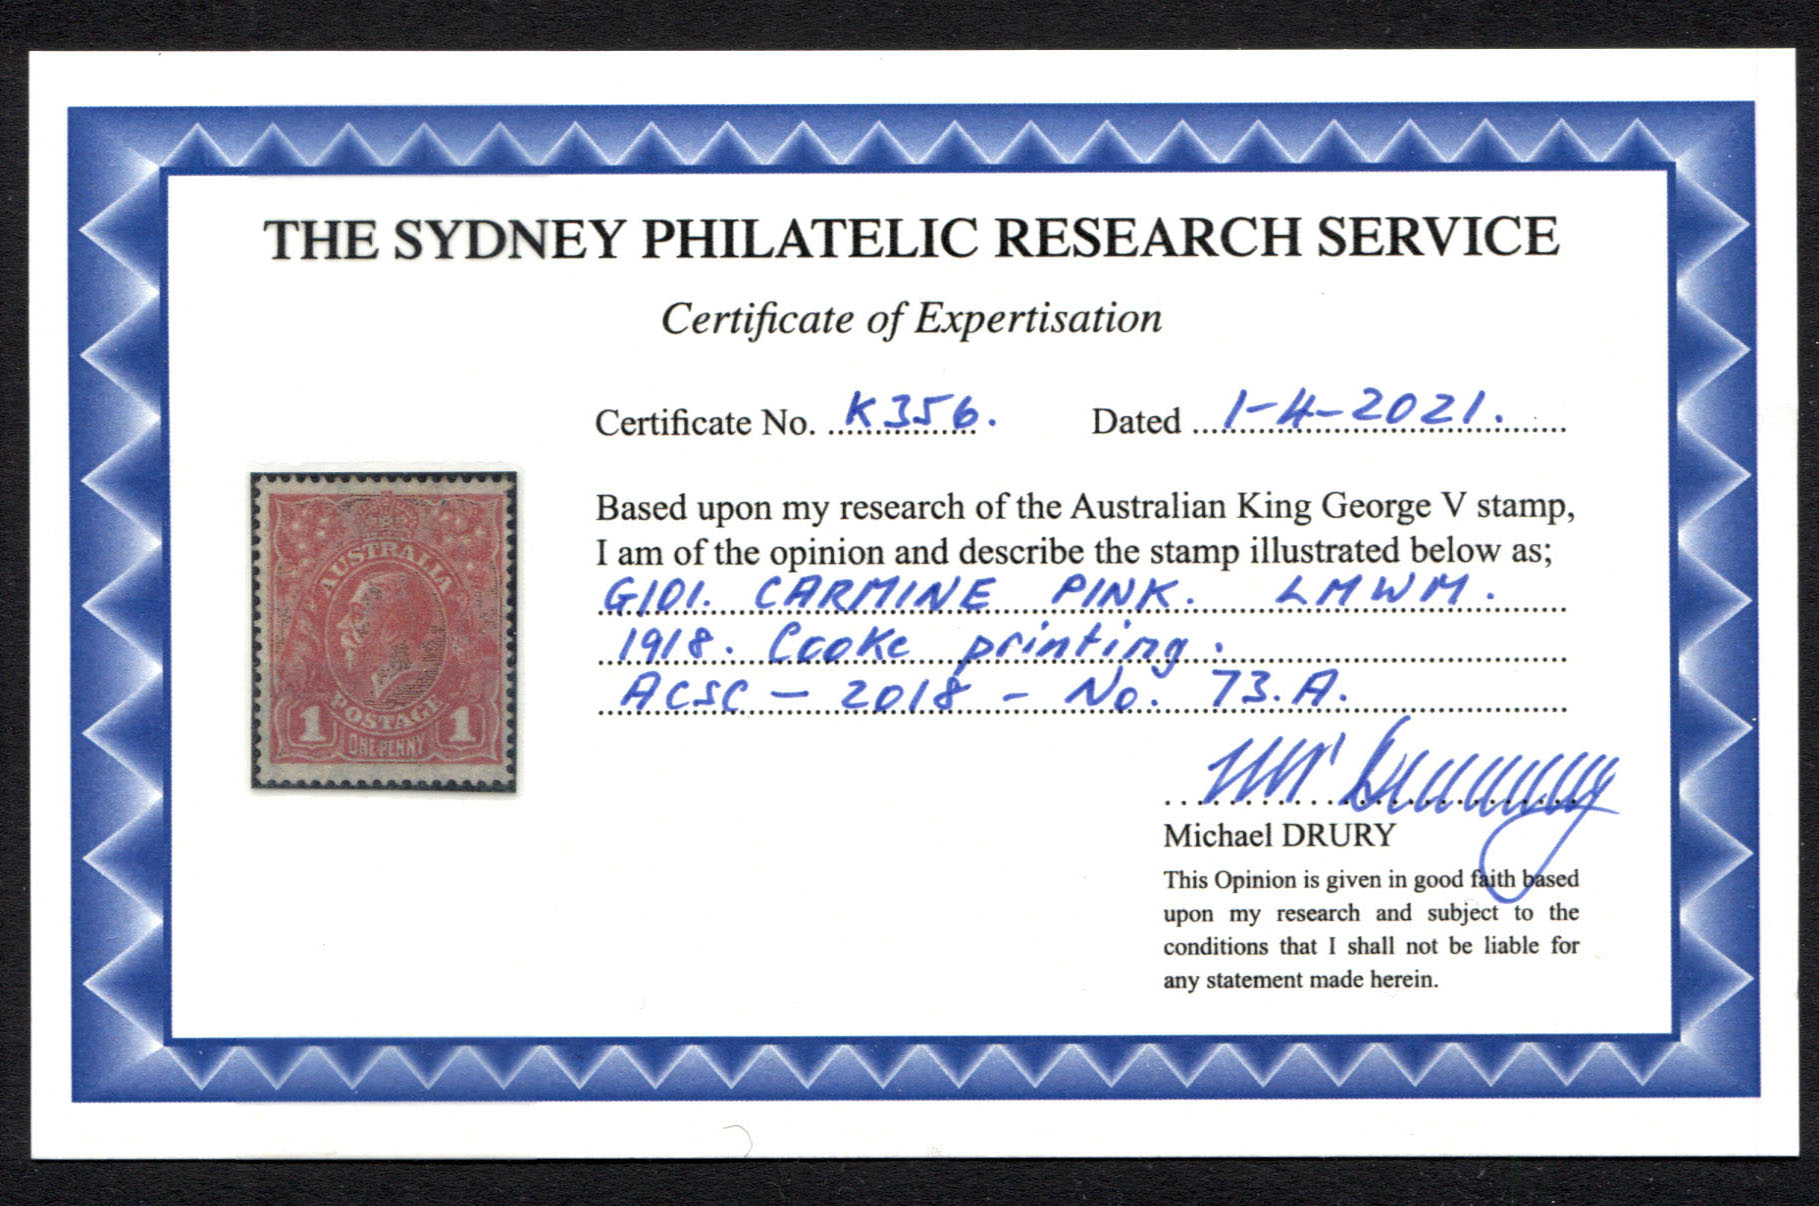 THE SYDNEY PHILATELIC RESEARCH SERVICE
Certificate of Expertisation
Certificate No. K356. Dated 1-4-2021.
Based upon my research of the Australian King George V stamp,
I am of the opinion and describe the stamp illustrated below as;
G101. CARMINE PINK. LMWM.
1918. Cooke printing.
ACSC - 2018 - No. 73.A.
AUSTRALIA
POSTAGE
1 ONE PENNY 1
Michael DRURY
This Opinion is given in good faith based
upon my research and subject to the
conditions that I shall not be liable for
any statement made herein.